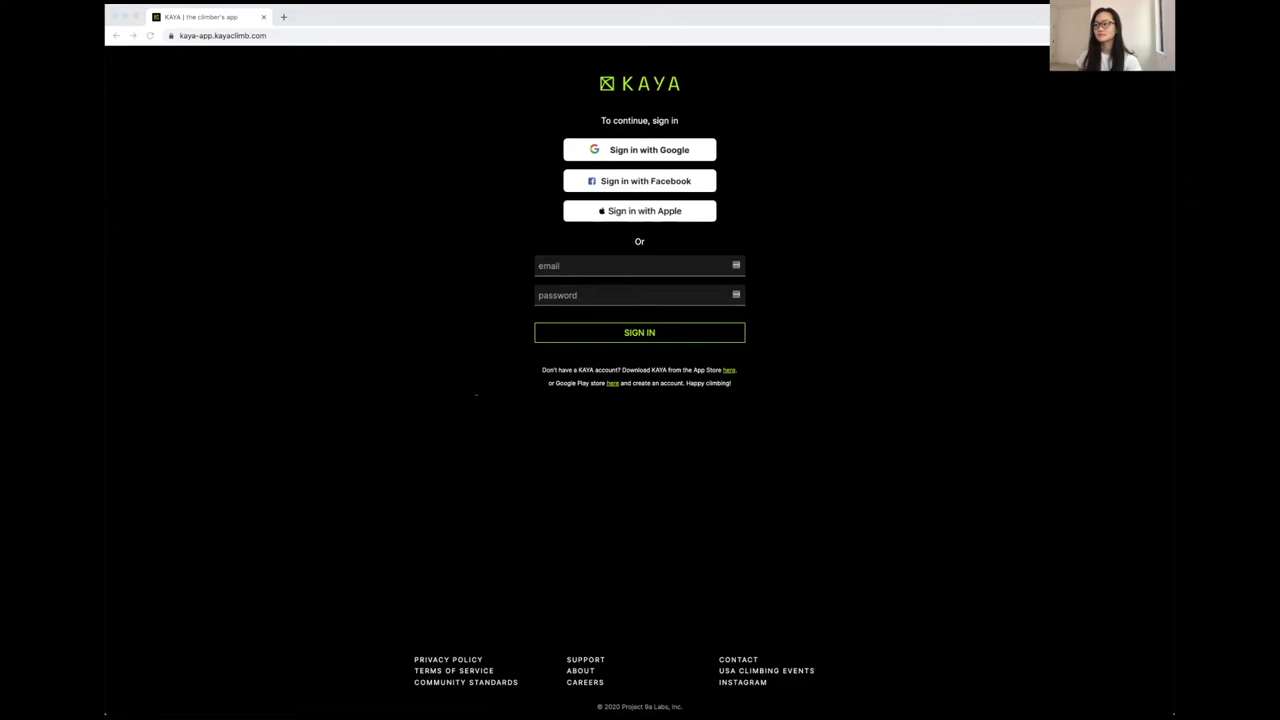 KAYA | the climber's app
kaya-app.kayaclimb.com
KAYA
To continue, sign in
Sign in with Google
Sign in with Facebook
Sign in with Apple
Or
email
password
SIGN IN
Don't have a KAYA account? Download KAYA from the App Store here.
or Google Play store here and create an account. Happy climbing!
PRIVACY POLICY SUPPORT CONTACT
TERMS OF SERVICE ABOUT USA CLIMBING EVENTS
COMMUNITY STANDARDS CAREERS INSTAGRAM
© 2020 Project 9a Labs, Inc.